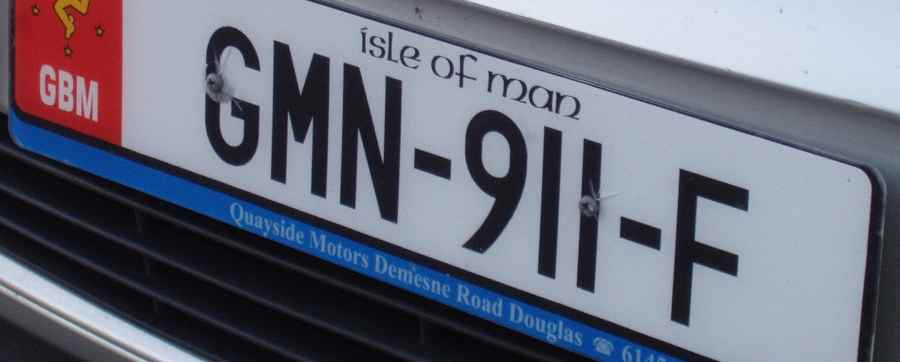 isle of man
GBM
GMN-911-F
Quayside Motors Demesne Road Douglas ☎